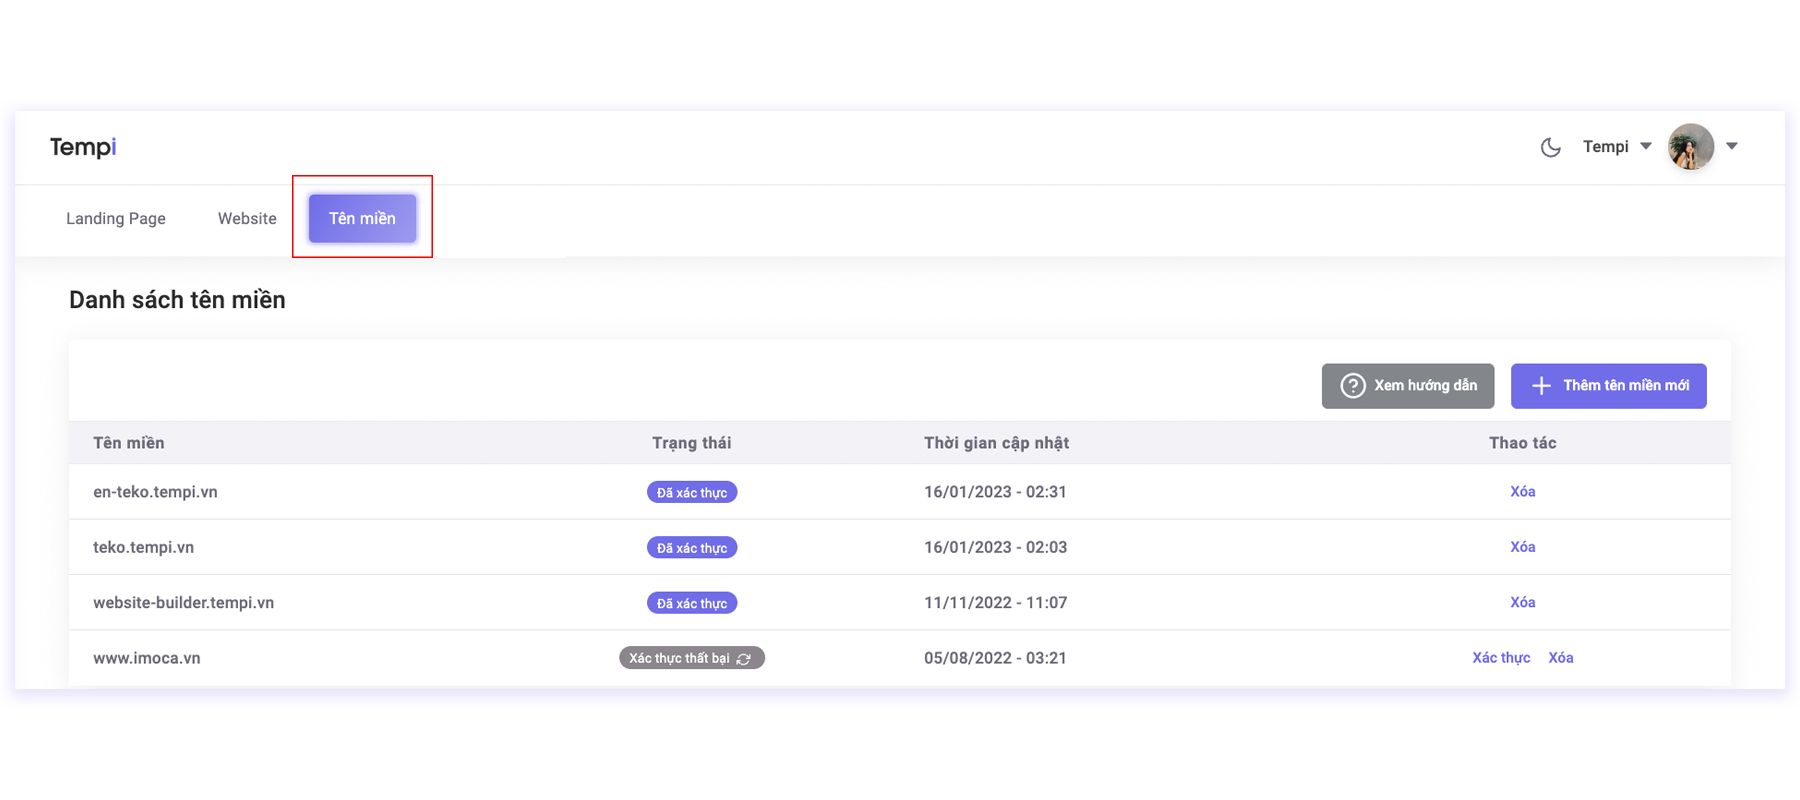 Tempi
Tempi
Landing Page Website Tên miền
Danh sách tên miền
Xem hướng dẫn Thêm tên miền mới
Tên miền Trạng thái Thời gian cập nhật Thao tác
en-teko.tempi.vn Đã xác thực 16/01/2023 - 02:31 Xóa
teko.tempi.vn Đã xác thực 16/01/2023 - 02:03 Xóa
website-builder.tempi.vn Đã xác thực 11/11/2022 - 11:07 Xóa
www.imoca.vn Xác thực thất bại 05/08/2022 - 03:21 Xác thực Xóa